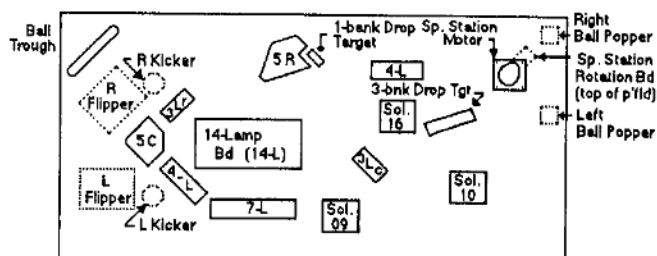 Ball
Trough
R Kicker
R
Flipper
5C
L
Flipper
L Kicker
4-L
7-L
14-Lamp
Bd (14-L)
5R
1-bank Drop
Target
Sp. Station
Motor
4-L
3-bnk Drop Tgt
Sol.
16
Sol.
09
Sol.
10
Right
Ball Popper
Sp. Station
Rotation Bd
(top of p'fld)
Left
Ball Popper